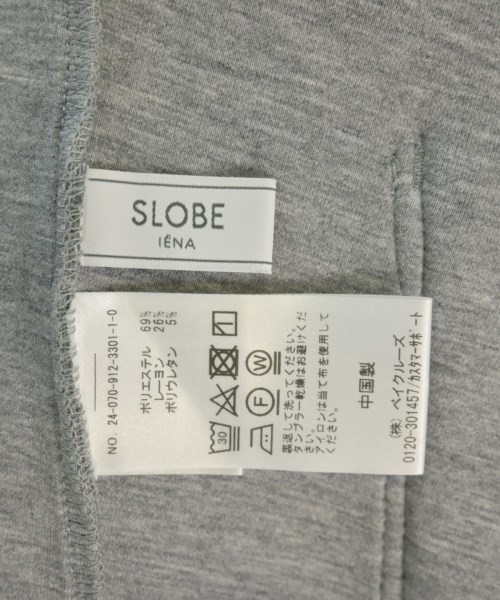 SLOBE
IÉNA
NO. 24-070-912-3301-1-0
ポリエステル 69%
レーヨン 26%
ポリウレタン 5%
30
F W
裏返して洗ってください。
タンブラー乾燥はお避けください。
アイロンは当て布を使用して
ください。
中国製
(株) ベイクルーズ
0120-301457/カスタマーサポート